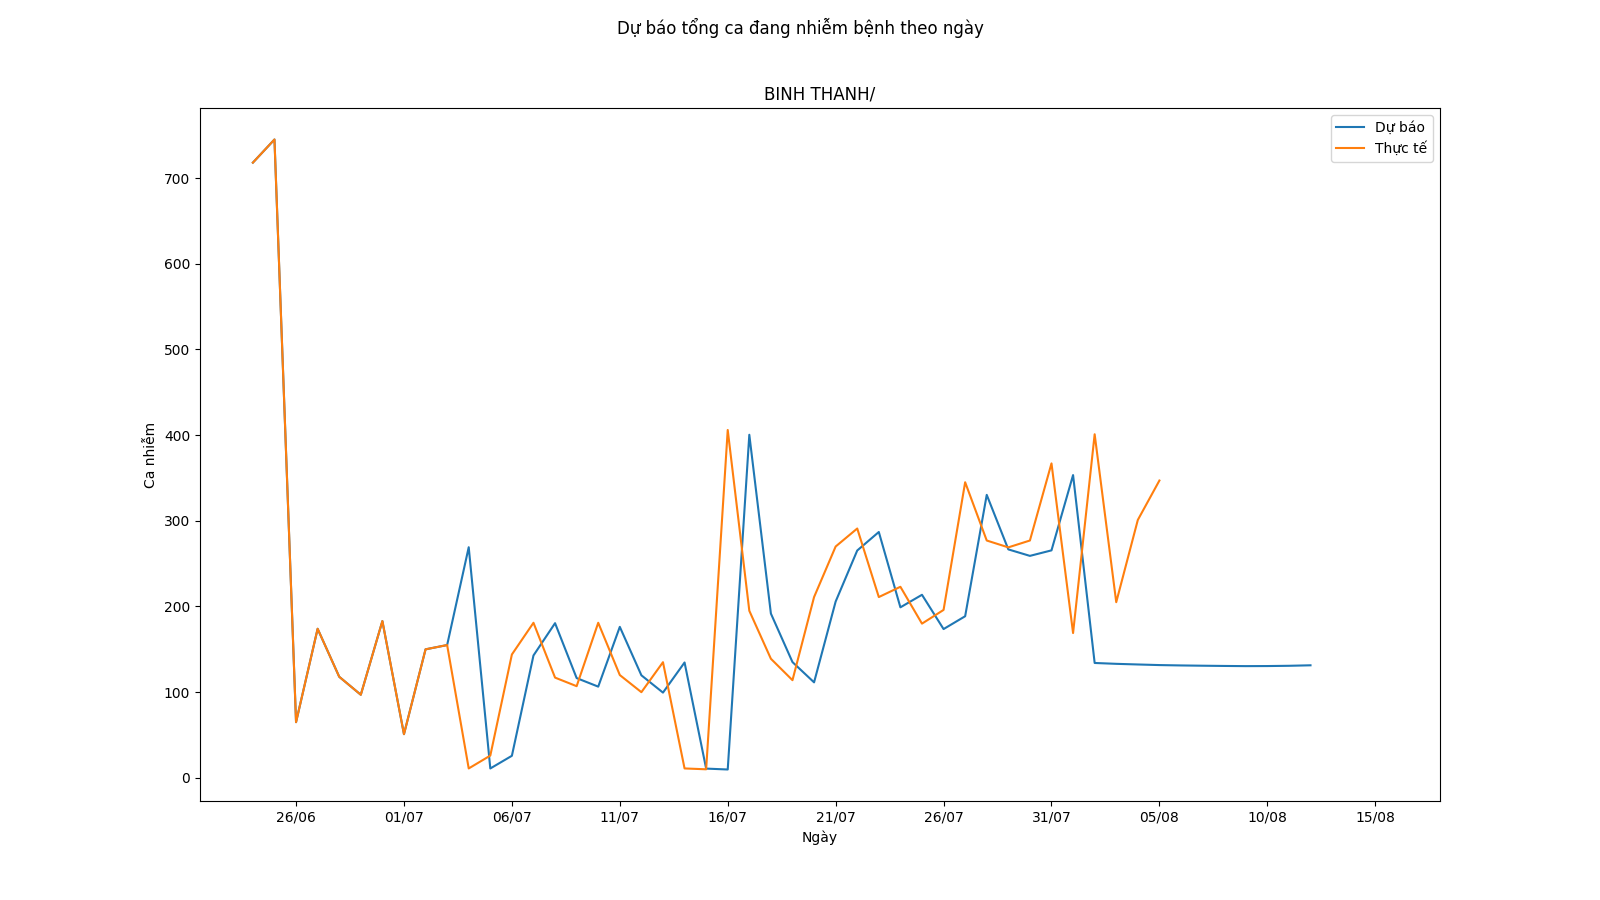 Dự báo tổng ca đang nhiễm bệnh theo ngày
BINH THANH/
Dự báo
Thực tế
700
600
500
400
300
200
100
0
Ca nhiễm
26/06 01/07 06/07 11/07 16/07 21/07 26/07 31/07 05/08 10/08 15/08
Ngày